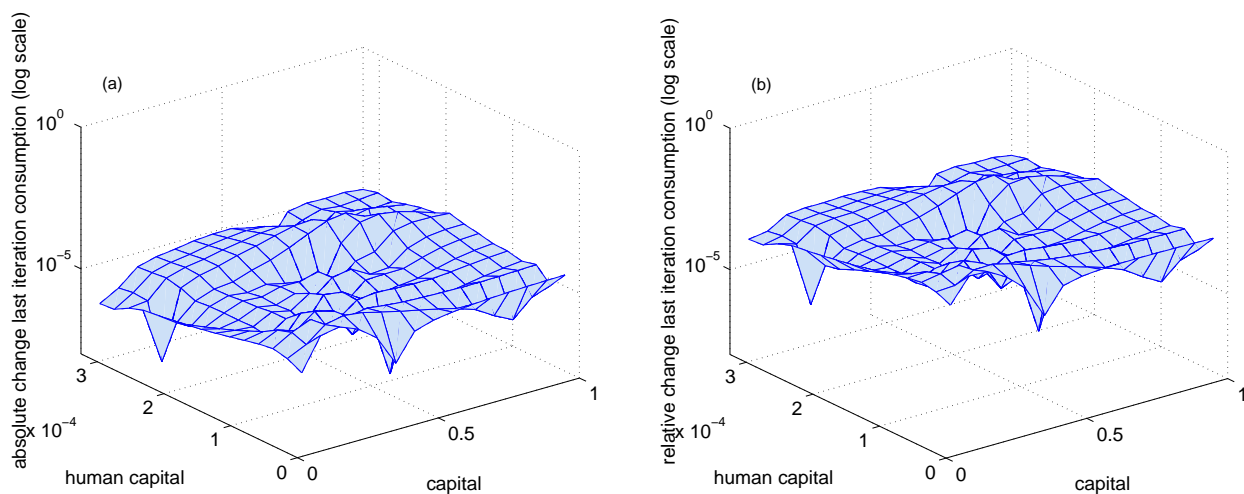 absolute change last iteration consumption (log scale)
(a)
10^0
10^-5
3
2
1
0
x 10^-4
human capital
0
0.5
1
capital
relative change last iteration consumption (log scale)
(b)
10^0
10^-5
3
2
1
0
x 10^-4
human capital
0
0.5
1
capital